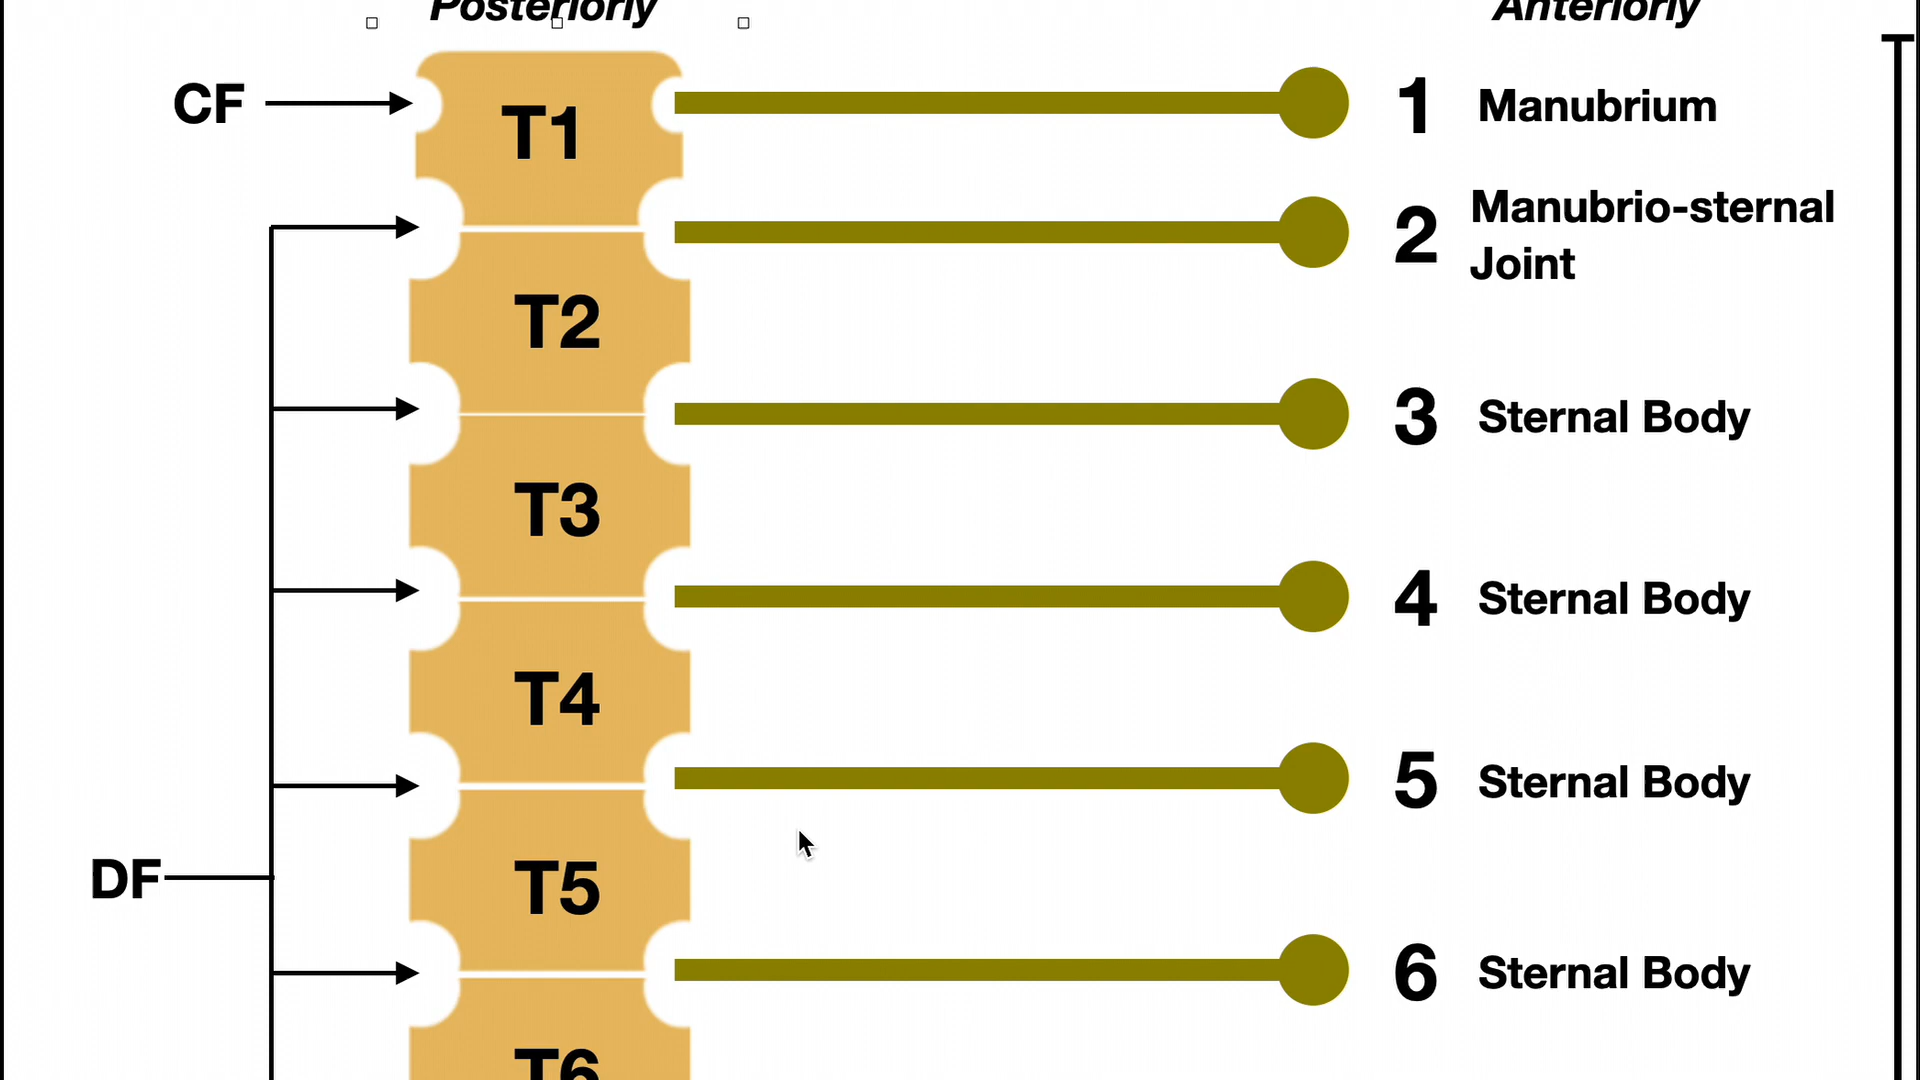 Posteriorly Anteriorly
CF T1 1 Manubrium
2 Manubrio-sternal
Joint
T2
3 Sternal Body
T3
4 Sternal Body
T4
5 Sternal Body
DF T5
6 Sternal Body
T6